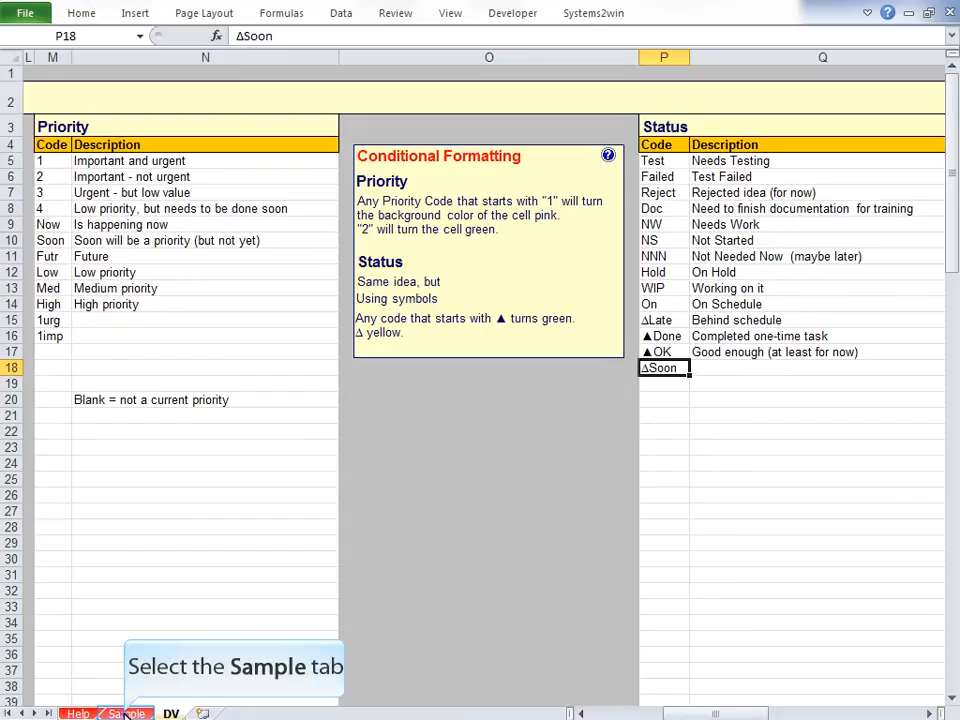 File Home Insert Page Layout Formulas Data Review View Developer Systems2win
P18 fx ΔSoon
L M N O P Q
1
2
3 Priority Status
4 Code Description Code Description
5 1 Important and urgent Test Needs Testing
6 2 Important - not urgent Failed Test Failed
7 3 Urgent - but low value Reject Rejected idea (for now)
8 4 Low priority, but needs to be done soon Doc Need to finish documentation for training
9 Now Is happening now NW Needs Work
10 Soon Soon will be a priority (but not yet) NS Not Started
11 Futr Future NNN Not Needed Now (maybe later)
12 Low Low priority Hold On Hold
13 Med Medium priority WIP Working on it
14 High High priority On On Schedule
15 1urg ΔLate Behind schedule
16 1imp ▲Done Completed one-time task
17 ▲OK Good enough (at least for now)
18 ΔSoon
19
20 Blank = not a current priority
21
22
23
24
25
26
27
28
29
30
31
32
33
34
35
36
37
38
39
Conditional Formatting ?
Priority
Any Priority Code that starts with "1" will turn
the background color of the cell pink.
"2" will turn the cell green.
Status
Same idea, but
Using symbols
Any code that starts with ▲ turns green.
Δ yellow.
Select the Sample tab
Help Sample DV